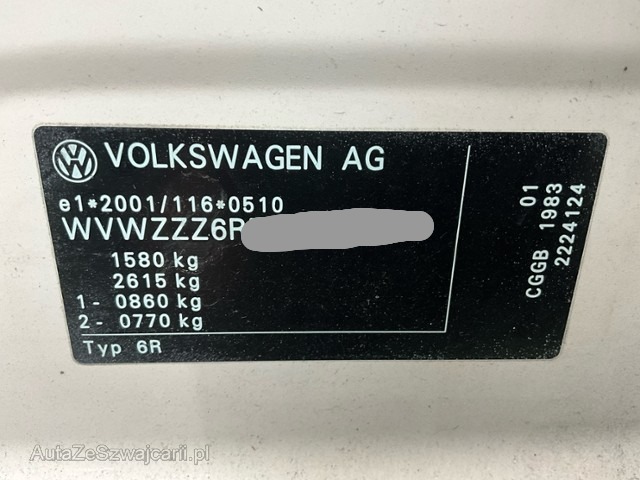 VOLKSWAGEN AG
e1*2001/116*0510
WVWZZZ6R
1580 kg
2615 kg
1- 0860 kg
2- 0770 kg
Typ 6R
01
CGGB 1983
2224124
AutaZeSzwajcarii.pl